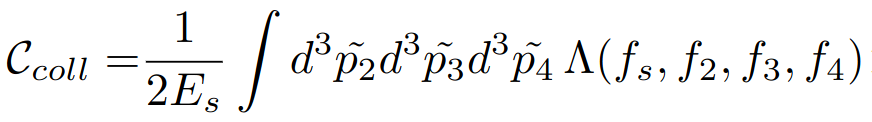 $\mathcal{C}_{coll} = \frac{1}{2E_s} \int d^3\tilde{p_2} d^3\tilde{p_3} d^3\tilde{p_4} \, \Lambda(f_s, f_2, f_3, f_4)$